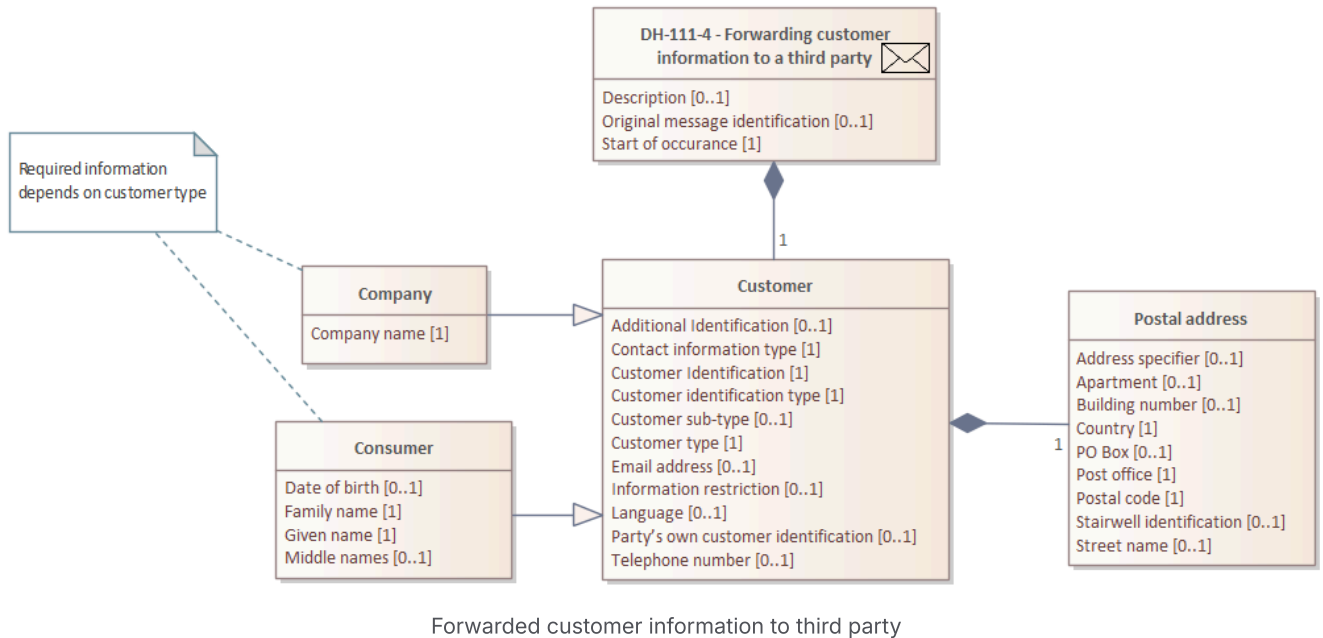 DH-111-4 - Forwarding customer
information to a third party
Description [0..1]
Original message identification [0..1]
Start of occurance [1]
Required information
depends on customer type
1
Company
Company name [1]
Customer
Additional Identification [0..1]
Contact information type [1]
Customer Identification [1]
Customer identification type [1]
Customer sub-type [0..1]
Customer type [1]
Email address [0..1]
Information restriction [0..1]
Language [0..1]
Party’s own customer identification [0..1]
Telephone number [0..1]
Consumer
Date of birth [0..1]
Family name [1]
Given name [1]
Middle names [0..1]
1
Postal address
Address specifier [0..1]
Apartment [0..1]
Building number [0..1]
Country [1]
PO Box [0..1]
Post office [1]
Postal code [1]
Stairwell identification [0..1]
Street name [0..1]
Forwarded customer information to third party